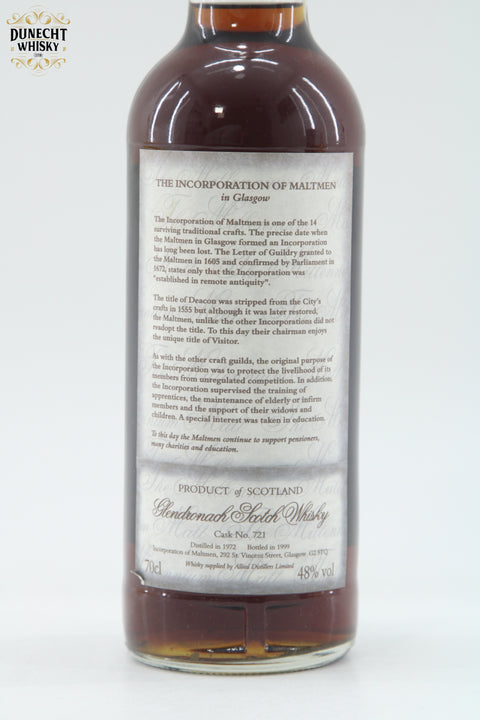 DUNECHT
WHISKY
THE INCORPORATION OF MALTMEN
in Glasgow
The Incorporation of Maltmen is one of the 14
surviving traditional crafts. The precise date when
the Maltmen in Glasgow formed an Incorporation
has long been lost. The Letter of Guildry granted to
the Maltmen in 1605 and confirmed by Parliament in
1672, states only that the Incorporation was
"established in remote antiquity".
The title of Deacon was stripped from the City's
crafts in 1555 but although it was later restored,
the Maltmen, unlike the other Incorporations did not
readopt the title. To this day their chairman enjoys
the unique title of Visitor.
As with the other craft guilds, the original purpose of
the Incorporation was to protect the livelihood of its
members from unregulated competition. In addition,
the Incorporation supervised the training of
apprentices, the maintenance of elderly or infirm
members and the support of their widows and
children. A special interest was taken in education.
To this day the Maltmen continue to support pensioners,
many charities and education.
PRODUCT of SCOTLAND
Glendronach Scotch Whisky
Cask No. 721
Distilled in 1972 Bottled in 1999
Incorporation of Maltmen, 292 St. Vincent Street, Glasgow G2 5TQ
Whisky supplied by Allied Distillers Limited
70cl 48% vol